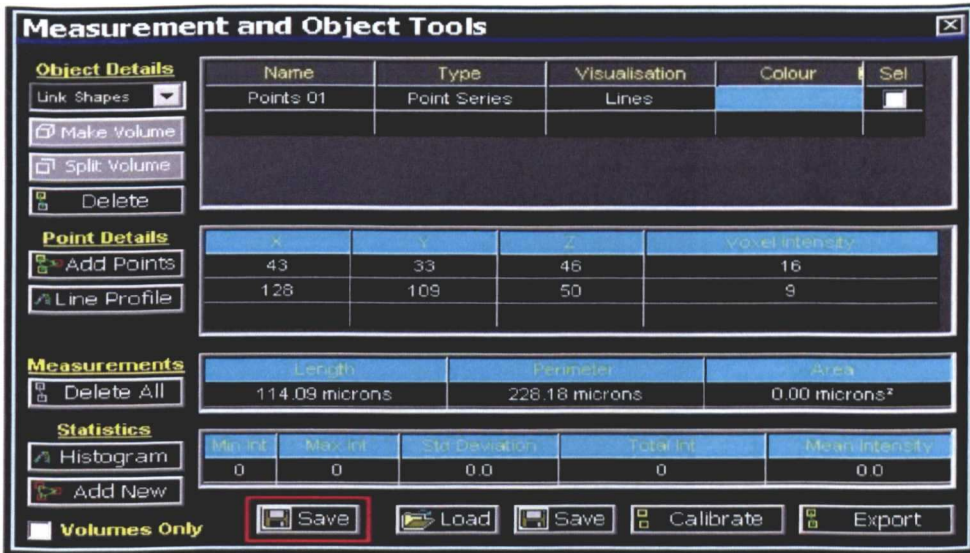 Measurement and Object Tools
Object Details
Link Shapes
Make Volume
Split Volume
Delete
Name Type Visualisation Colour Sel
Points 01 Point Series Lines
Point Details
Add Points
Line Profile
X Y Z Voxel Intensity
43 33 46 16
128 109 50 9
Measurements
Delete All
Length Perimeter Area
114.09 microns 228.18 microns 0.00 microns²
Statistics
Histogram
Add New
Min Int Max Int Std Deviation Total Int Mean Intensity
0 0 0.0 0 0.0
Volumes Only
Save Load Save Calibrate Export